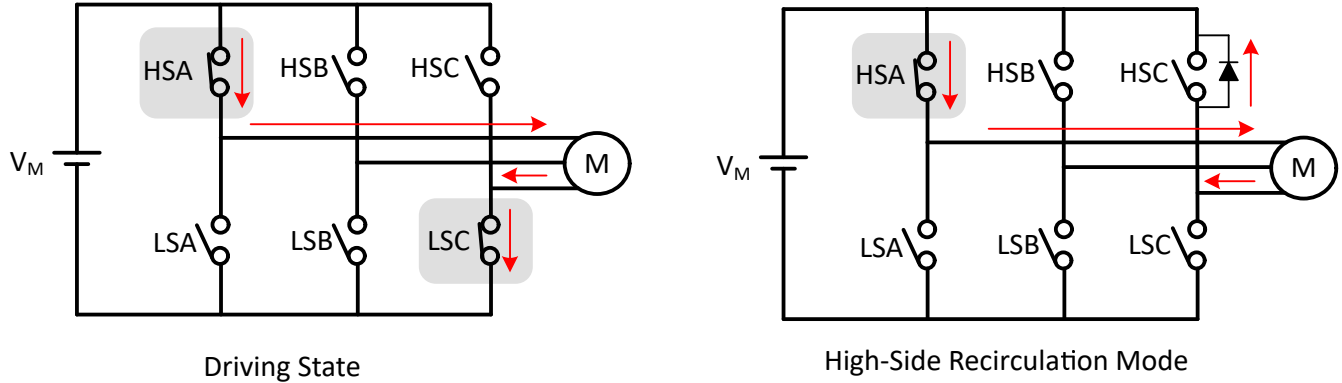 HSA
HSB
HSC
V_M
M
LSA
LSB
LSC
Driving State
HSA
HSB
HSC
V_M
M
LSA
LSB
LSC
High-Side Recirculation Mode